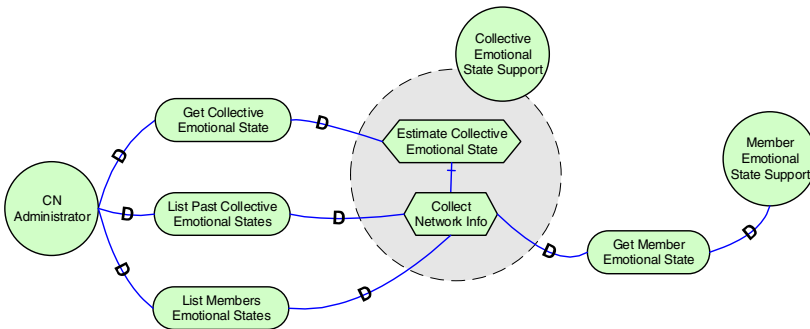 Collective
Emotional
State Support
Get Collective
Emotional State
D
Estimate Collective
Emotional State
D
Member
Emotional
State Support
CN
Administrator
D
List Past Collective
Emotional States
D
Collect
Network Info
D
Get Member
Emotional State
D
D
List Members
Emotional States
D